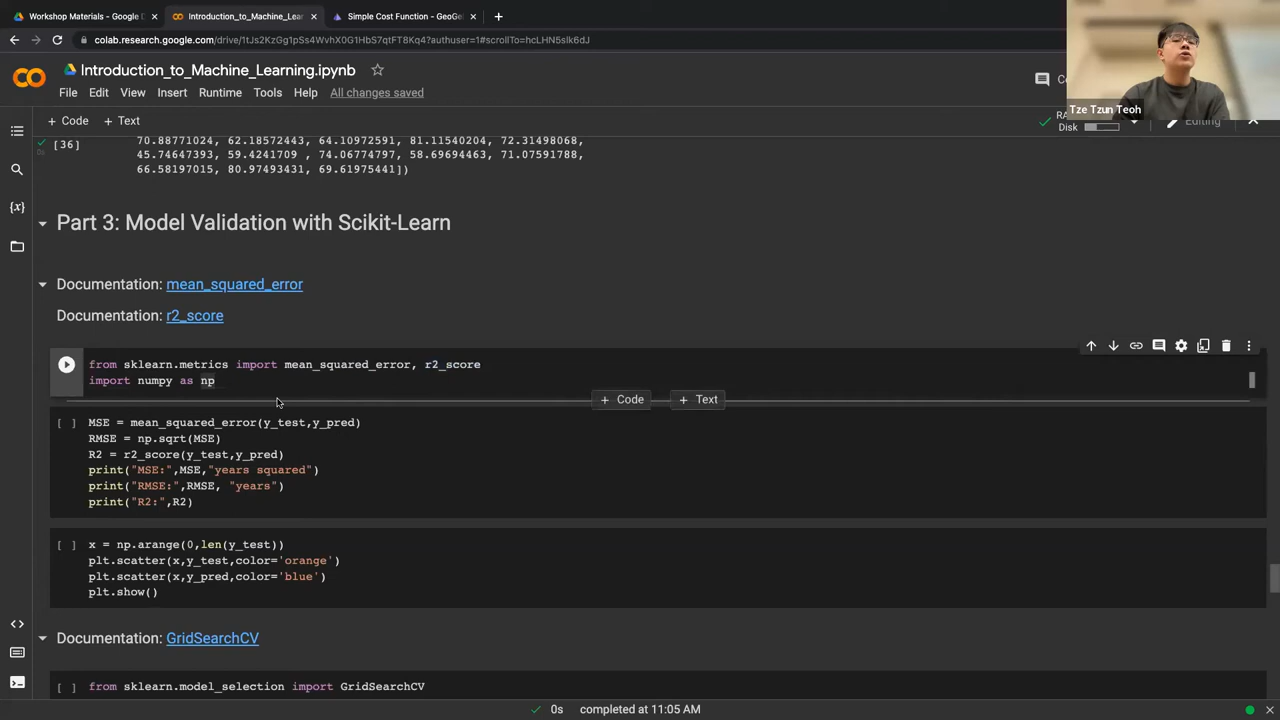 Workshop Materials - Google D
Introduction_to_Machine_Lear
Simple Cost Function - GeoGe
colab.research.google.com/drive/1tJs2KzGg1pSs4WvhX0G1HbS7qtFT8Kq4?authuser=1#scrollTo=hcLHN5slk6dJ
Introduction_to_Machine_Learning.ipynb
File Edit View Insert Runtime Tools Help All changes saved
Tze Tzun Teoh
+ Code + Text
RA
Disk
Editing
[36]
70.88771024, 62.18572443, 64.10972591, 81.11540204, 72.31498068,
45.74647393, 59.4241709 , 74.06774797, 58.69694463, 71.07591788,
66.58197015, 80.97493431, 69.61975441])
Part 3: Model Validation with Scikit-Learn
Documentation: mean_squared_error
Documentation: r2_score
from sklearn.metrics import mean_squared_error, r2_score
import numpy as np
+ Code + Text
[ ] MSE = mean_squared_error(y_test,y_pred)
RMSE = np.sqrt(MSE)
R2 = r2_score(y_test,y_pred)
print("MSE:",MSE,"years squared")
print("RMSE:",RMSE, "years")
print("R2:",R2)
[ ] x = np.arange(0,len(y_test))
plt.scatter(x,y_test,color='orange')
plt.scatter(x,y_pred,color='blue')
plt.show()
Documentation: GridSearchCV
[ ] from sklearn.model_selection import GridSearchCV
0s completed at 11:05 AM